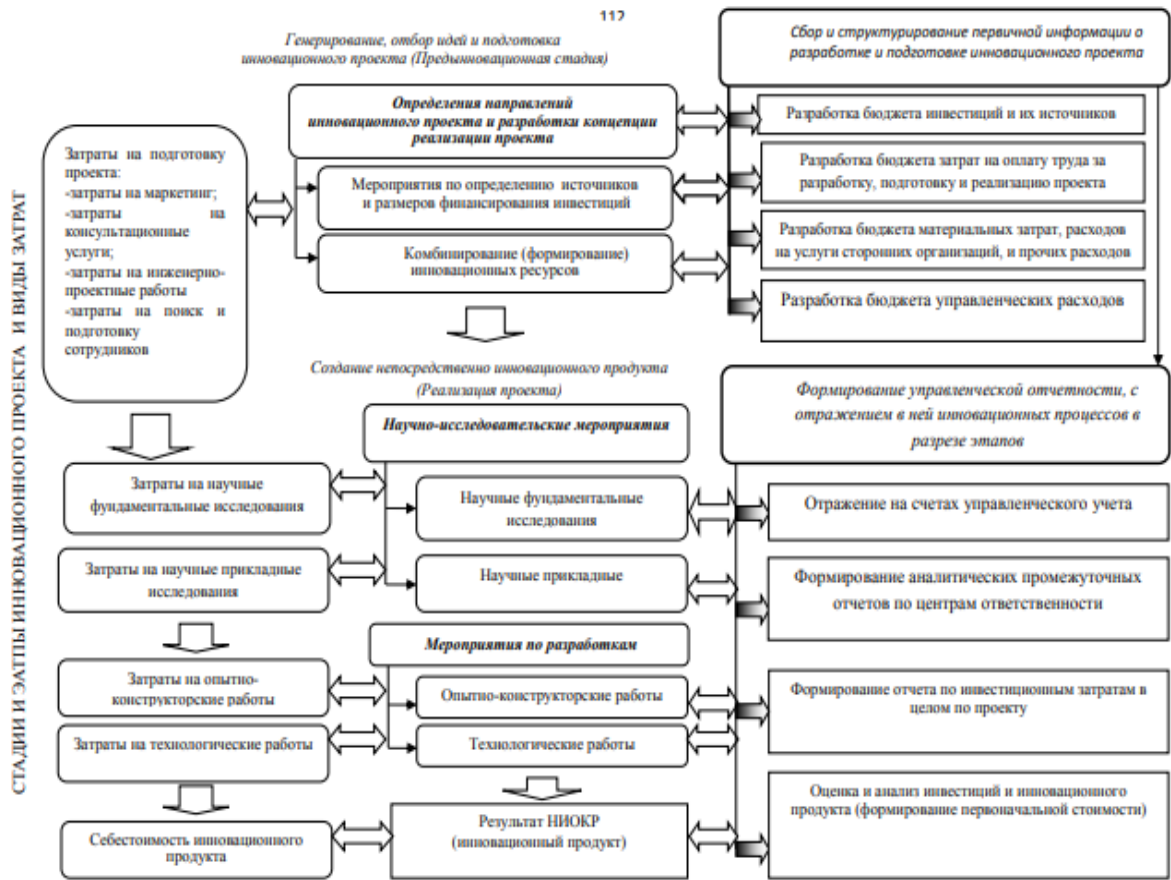 112
Генерирование, отбор идей и подготовка
инновационного проекта (Предынновационная стадия)
Сбор и структурирование первичной информации о
разработке и подготовке инновационного проекта
Определения направлений
инновационного проекта и разработки концепции
реализации проекта
Разработка бюджета инвестиций и их источников
Затраты на подготовку
проекта:
-затраты на маркетинг;
-затраты на
консультационные
услуги;
-затраты на инженерно-
проектные работы
-затраты на поиск и
подготовку
сотрудников
Мероприятия по определению источников
и размеров финансирования инвестиций
Разработка бюджета затрат на оплату труда за
разработку, подготовку и реализацию проекта
Комбинирование (формирование)
инновационных ресурсов
Разработка бюджета материальных затрат, расходов
на услуги сторонних организаций, и прочих расходов
Разработка бюджета управленческих расходов
СТАДИИ И ЭАТПЫ ИННОВАЦИОННОГО ПРОЕКТА И ВИДЫ ЗАТРАТ
Создание непосредственно инновационного продукта
(Реализация проекта)
Формирование управленческой отчетности, с
отражением в ней инновационных процессов в
разрезе этапов
Научно-исследовательские мероприятия
Затраты на научные
фундаментальные исследования
Научные фундаментальные
исследования
Отражение на счетах управленческого учета
Затраты на научные прикладные
исследования
Научные прикладные
Формирование аналитических промежуточных
отчетов по центрам ответственности
Мероприятия по разработкам
Затраты на опытно-
конструкторские работы
Опытно-конструкторские работы
Формирование отчета по инвестиционным затратам в
целом по проекту
Затраты на технологические работы
Технологические работы
Оценка и анализ инвестиций и инновационного
продукта (формирование первоначальной стоимости)
Себестоимость инновационного
продукта
Результат НИОКР
(инновационный продукт)